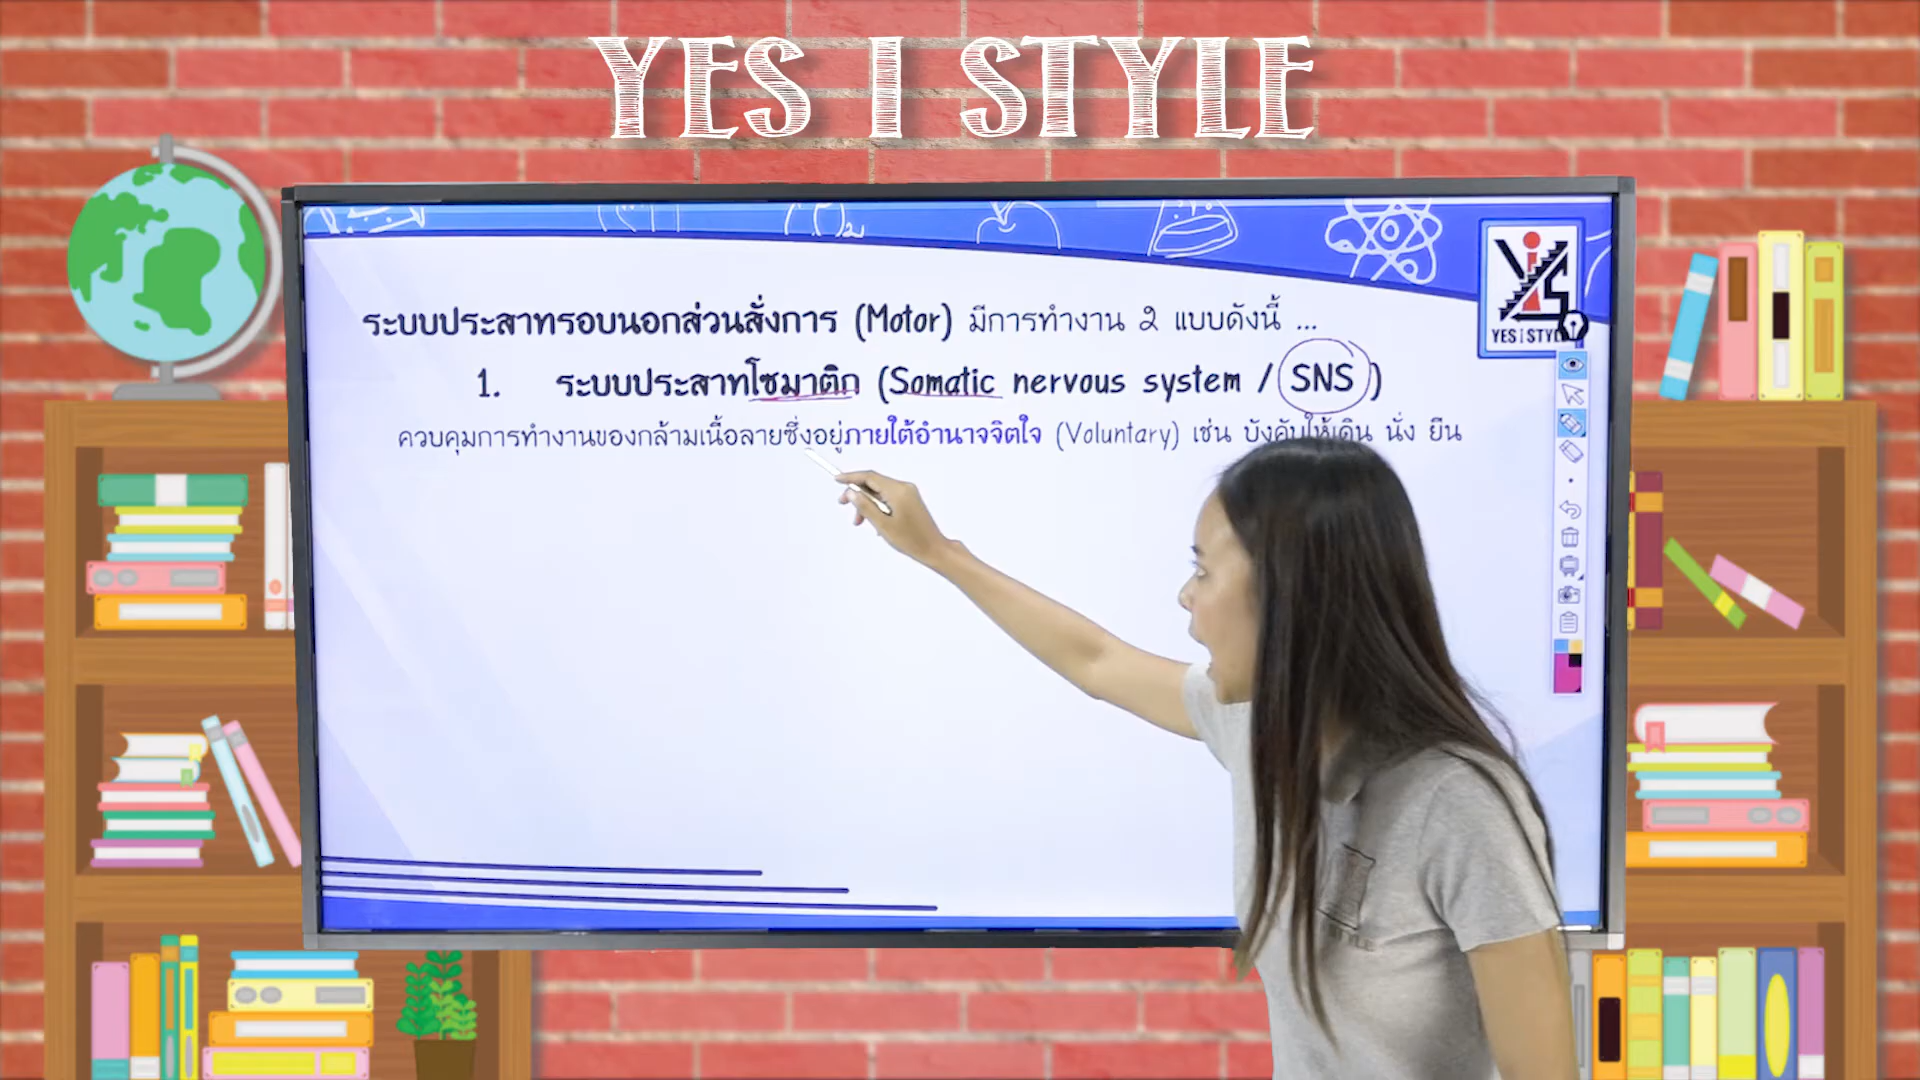 YES I STYLE
ระบบประสาทรอบนอกส่วนสั่งการ (Motor) มีการทำงาน 2 แบบดังนี้ ...
1. ระบบประสาทโซมาติก (Somatic nervous system / SNS)
ควบคุมการทำงานของกล้ามเนื้อลายซึ่งอยู่ภายใต้อำนาจจิตใจ (Voluntary) เช่น บังคับให้เดิน นั่ง ยืน
YiS
YES I STYLE